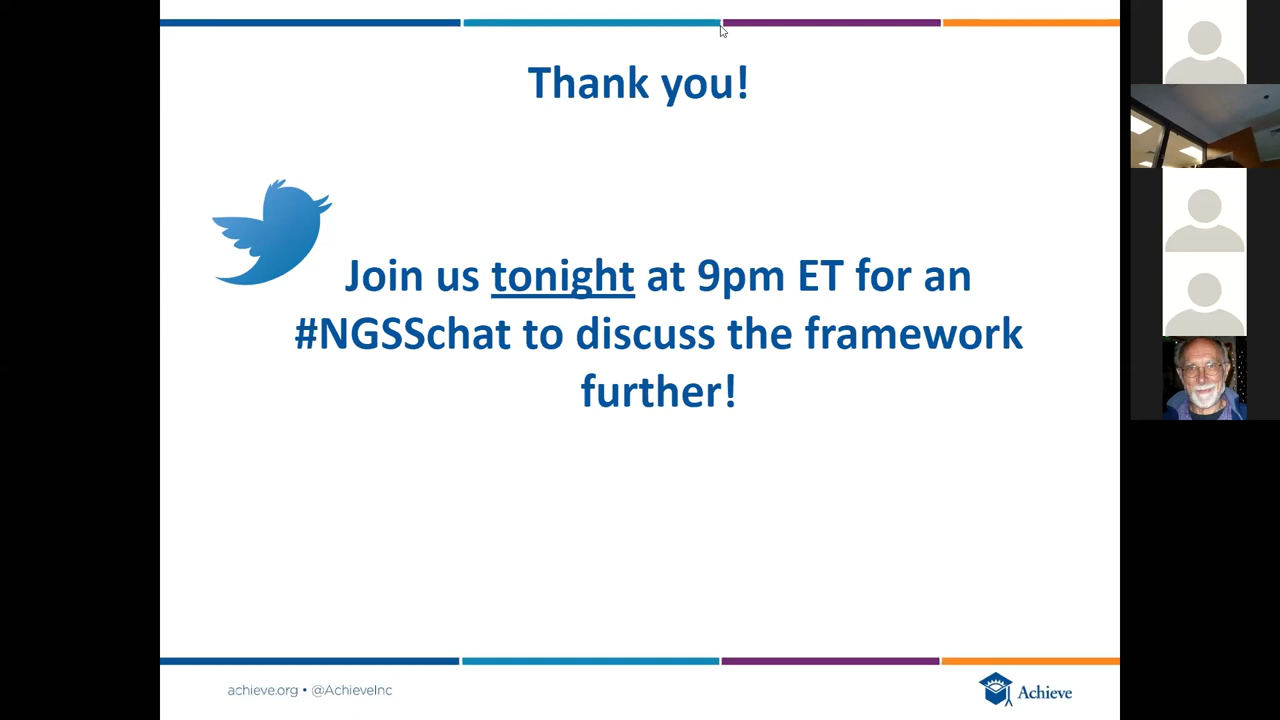 Thank you!
Join us tonight at 9pm ET for an
#NGSSchat to discuss the framework
further!
achieve.org • @AchieveInc
Achieve